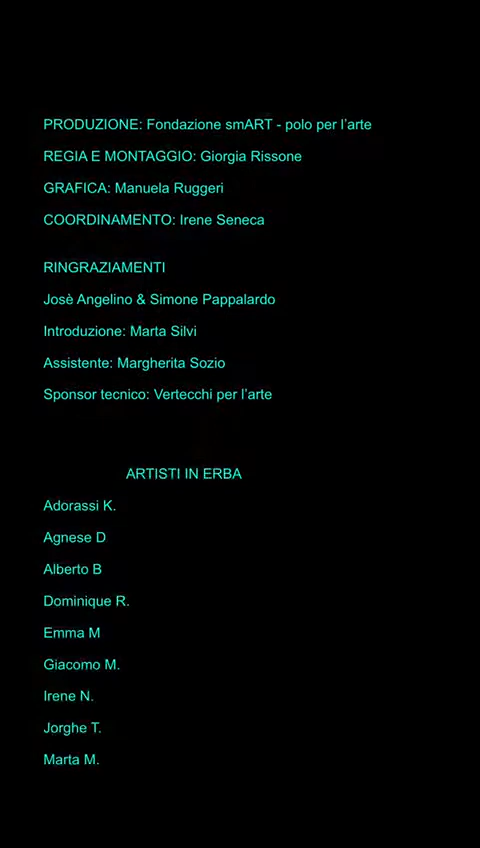 PRODUZIONE: Fondazione smART - polo per l'arte
REGIA E MONTAGGIO: Giorgia Rissone
GRAFICA: Manuela Ruggeri
COORDINAMENTO: Irene Seneca
RINGRAZIAMENTI
Josè Angelino & Simone Pappalardo
Introduzione: Marta Silvi
Assistente: Margherita Sozio
Sponsor tecnico: Vertecchi per l'arte
ARTISTI IN ERBA
Adorassi K.
Agnese D
Alberto B
Dominique R.
Emma M
Giacomo M.
Irene N.
Jorghe T.
Marta M.